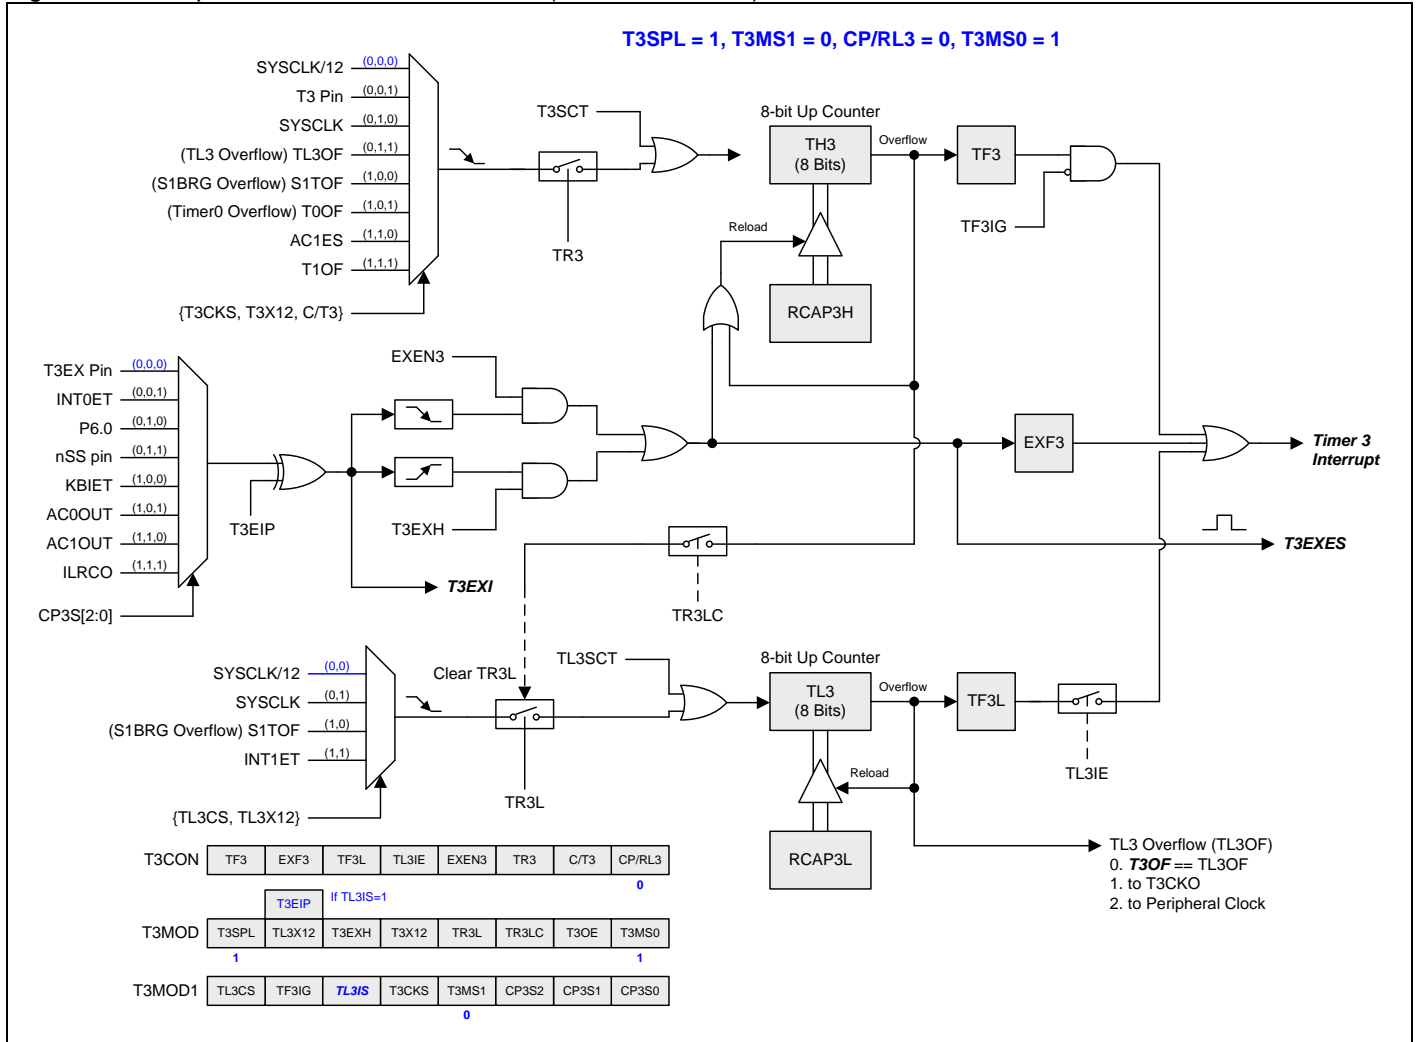 T3SPL = 1, T3MS1 = 0, CP/RL3 = 0, T3MS0 = 1
SYSCLK/12 (0,0,0)
T3 Pin (0,0,1)
SYSCLK (0,1,0)
(TL3 Overflow) TL3OF (0,1,1)
(S1BRG Overflow) S1TOF (1,0,0)
(Timer0 Overflow) T0OF (1,0,1)
AC1ES (1,1,0)
T1OF (1,1,1)
{T3CKS, T3X12, C/T3}
TR3
T3SCT
8-bit Up Counter
TH3
(8 Bits)
Overflow
TF3
TF3IG
Reload
RCAP3H
T3EX Pin (0,0,0)
INT0ET (0,0,1)
P6.0 (0,1,0)
nSS pin (0,1,1)
KBIET (1,0,0)
AC0OUT (1,0,1)
AC1OUT (1,1,0)
ILRCO (1,1,1)
CP3S[2:0]
T3EIP
EXEN3
T3EXH
T3EXI
EXF3
Timer 3
Interrupt
T3EXES
TR3LC
SYSCLK/12 (0,0)
SYSCLK (0,1)
(S1BRG Overflow) S1TOF (1,0)
INT1ET (1,1)
{TL3CS, TL3X12}
Clear TR3L
TR3L
TL3SCT
8-bit Up Counter
TL3
(8 Bits)
Overflow
TF3L
TL3IE
Reload
RCAP3L
TL3 Overflow (TL3OF)
0. T3OF == TL3OF
1. to T3CKO
2. to Peripheral Clock
T3CON TF3 EXF3 TF3L TL3IE EXEN3 TR3 C/T3 CP/RL3
0
T3EIP If TL3IS=1
T3MOD T3SPL TL3X12 T3EXH T3X12 TR3L TR3LC T3OE T3MS0
1 1
T3MOD1 TL3CS TF3IG TL3IS T3CKS T3MS1 CP3S2 CP3S1 CP3S0
0